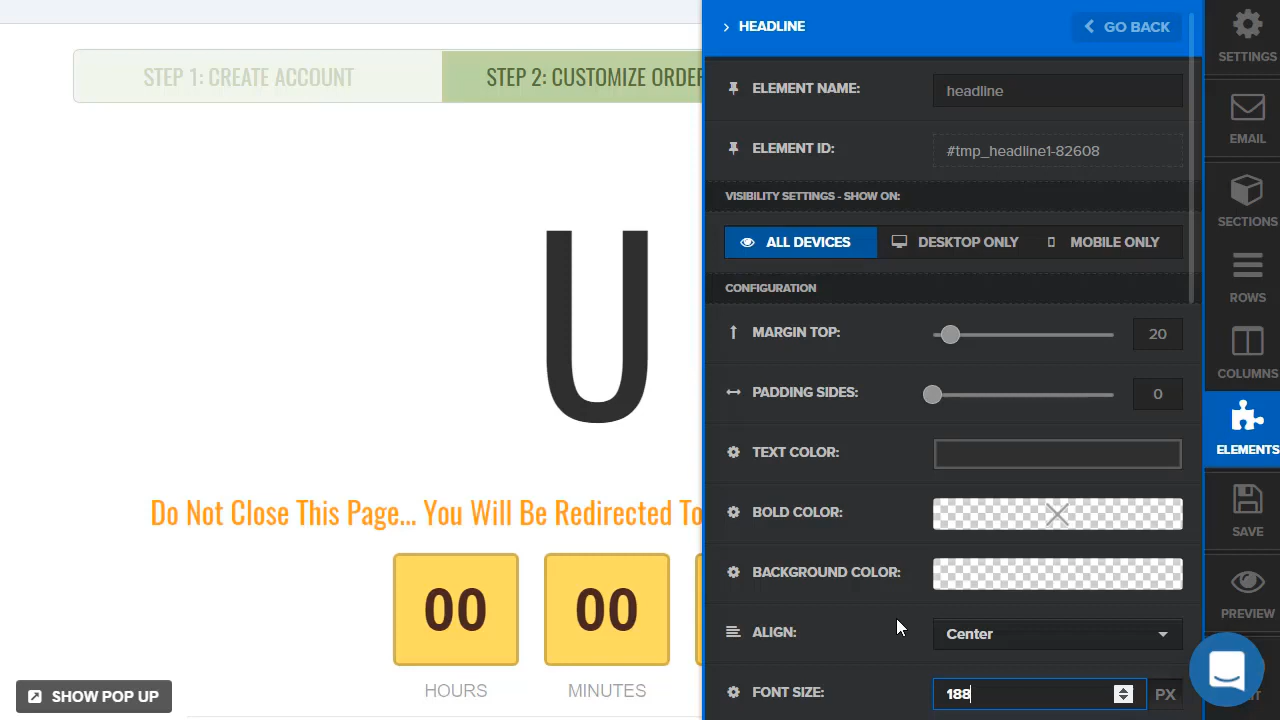 HEADLINE
GO BACK
STEP 1: CREATE ACCOUNT
STEP 2: CUSTOMIZE ORDER
U
Do Not Close This Page... You Will Be Redirected To
00
00
HOURS
MINUTES
SHOW POP UP
ELEMENT NAME:
headline
ELEMENT ID:
#tmp_headline1-82608
VISIBILITY SETTINGS - SHOW ON:
ALL DEVICES
DESKTOP ONLY
MOBILE ONLY
CONFIGURATION
MARGIN TOP:
20
PADDING SIDES:
0
TEXT COLOR:
BOLD COLOR:
BACKGROUND COLOR:
ALIGN:
Center
FONT SIZE:
188
PX
SETTINGS
EMAIL
SECTIONS
ROWS
COLUMNS
ELEMENTS
SAVE
PREVIEW